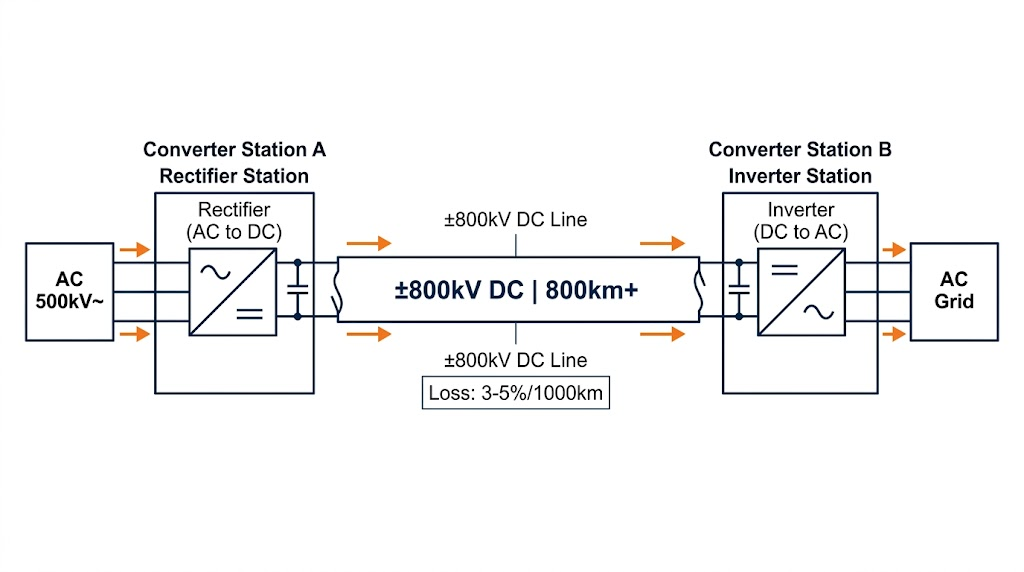 Converter Station A
Rectifier Station
Rectifier
(AC to DC)
AC
500kV~
±800kV DC Line
±800kV DC | 800km+
±800kV DC Line
Loss: 3-5%/1000km
Converter Station B
Inverter Station
Inverter
(DC to AC)
AC
Grid